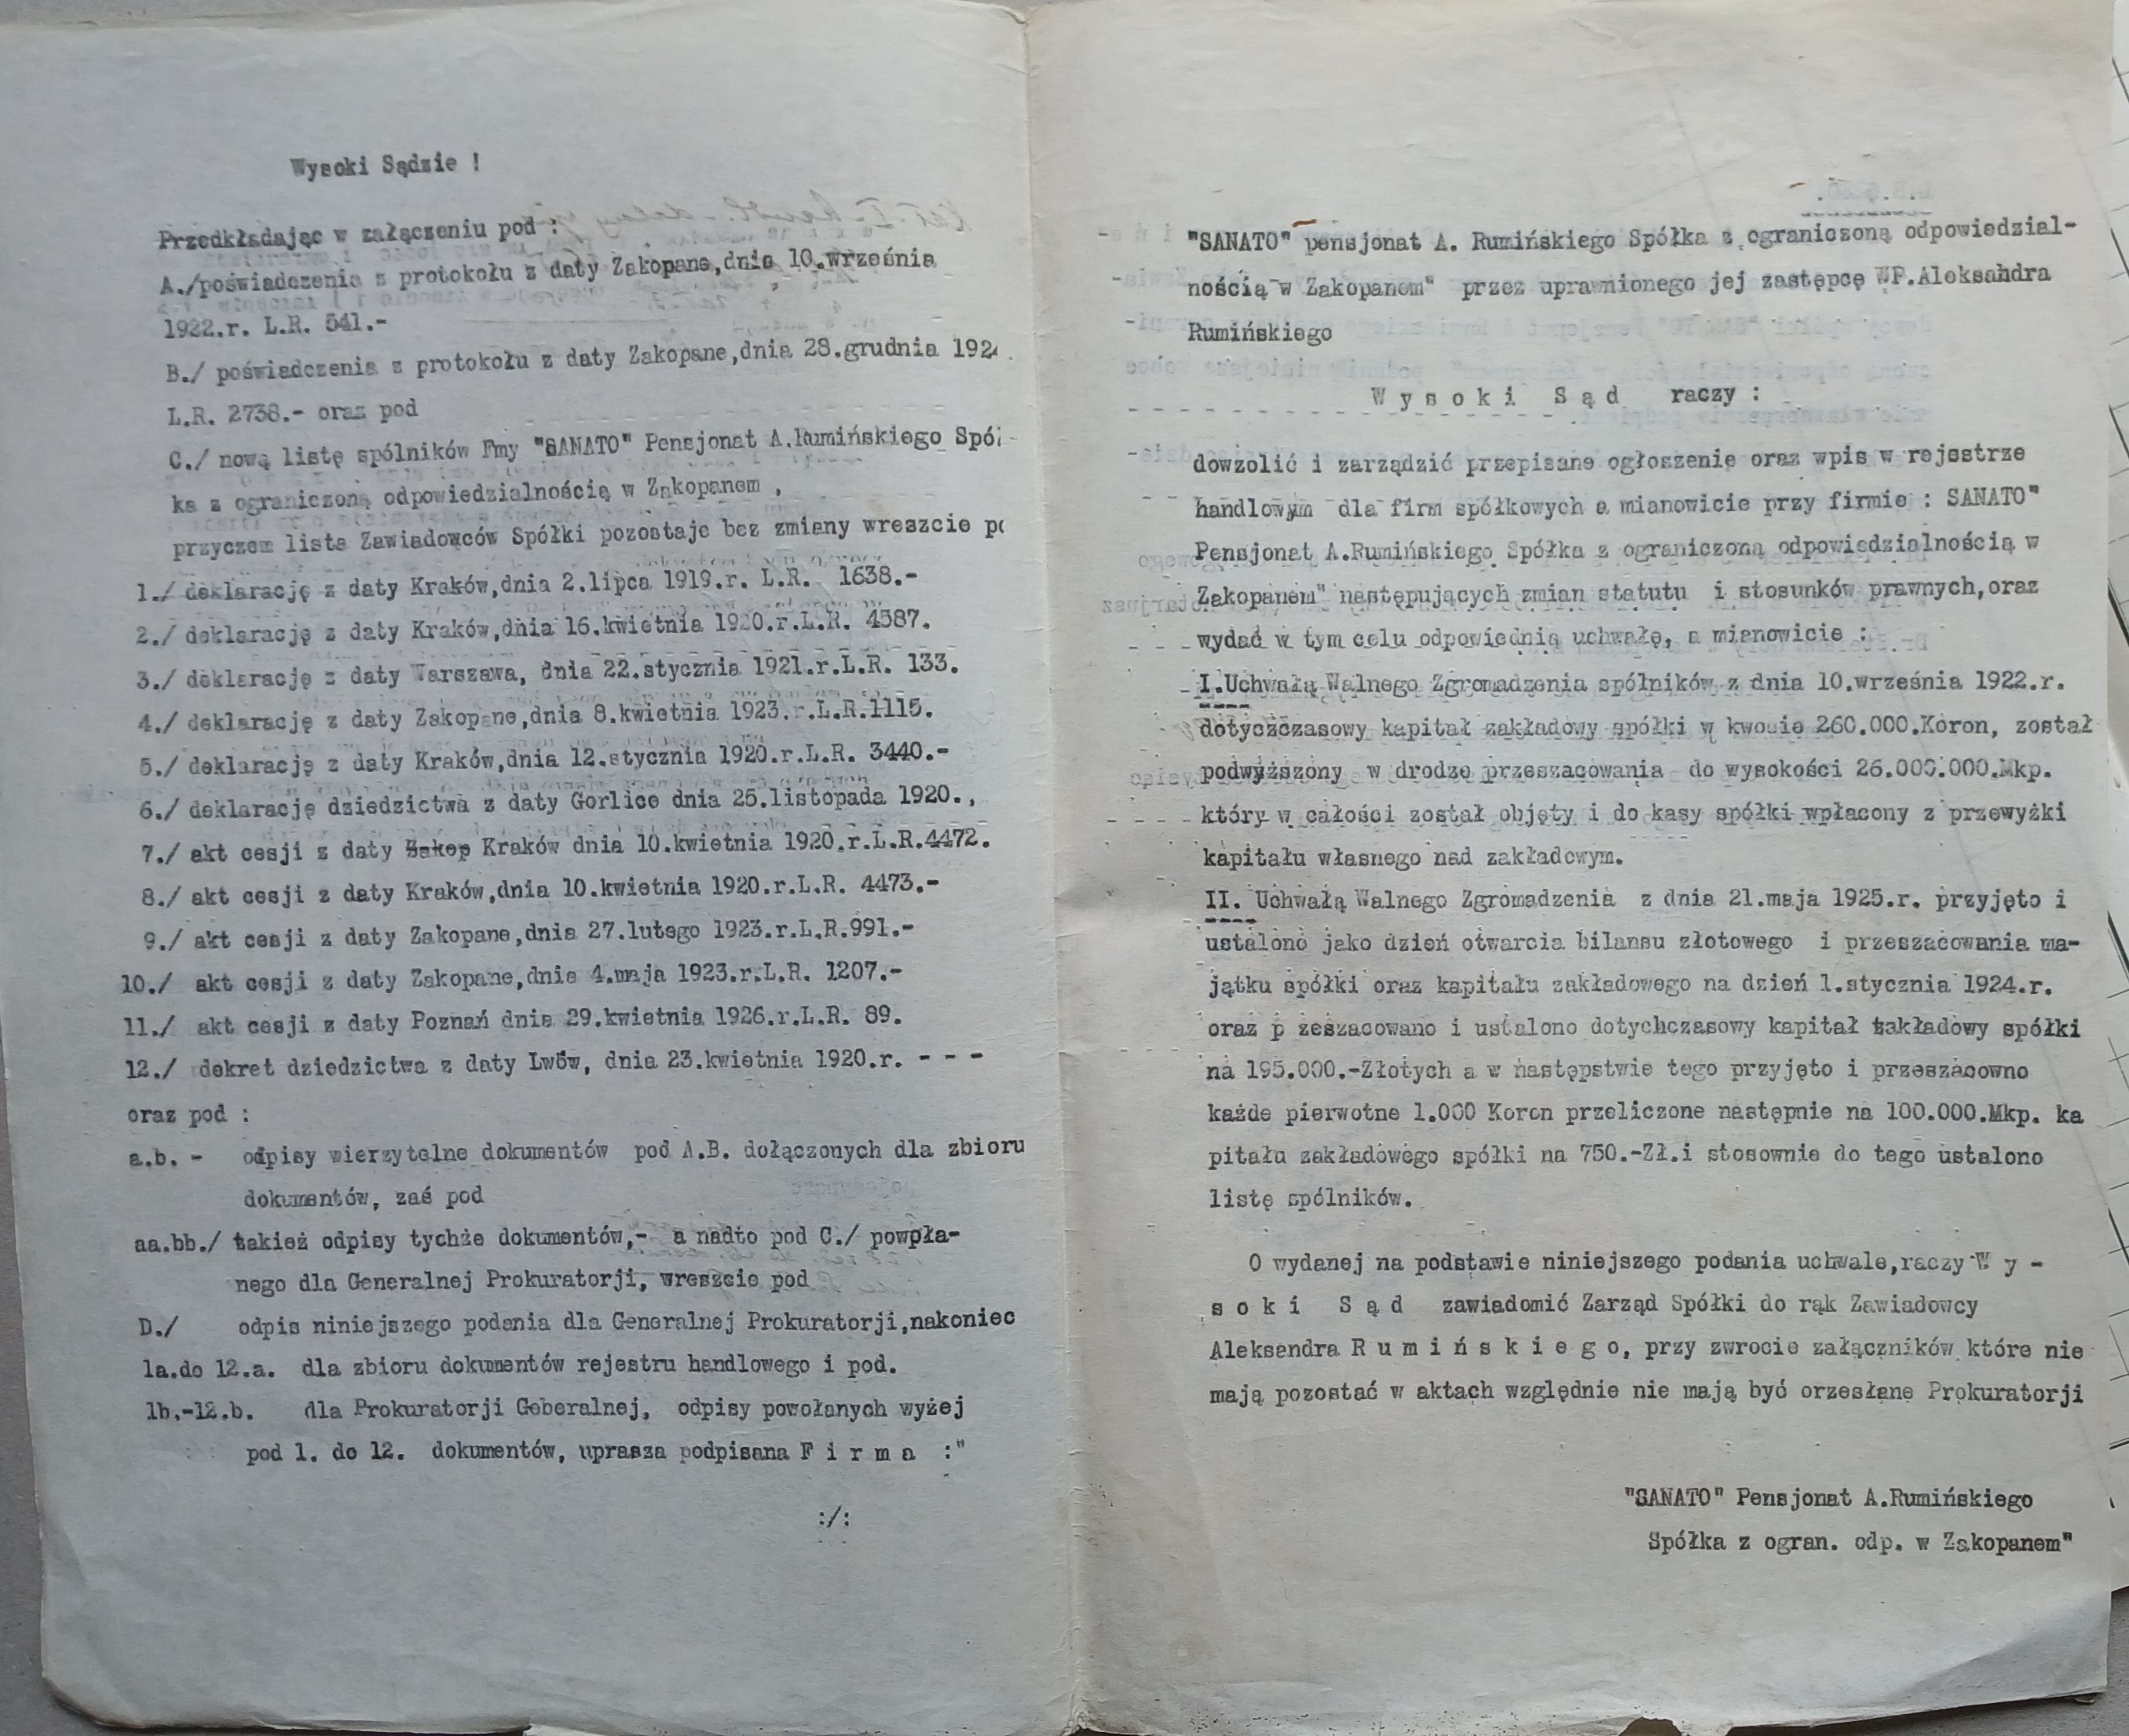 Wysoki Sądzie !
Przedkładając w załączeniu pod :
A./poświadczenia z protokołu z daty Zakopane,dnia 10.września
1922.r. L.R. 541.-
B./ poświadczenia z protokołu z daty Zakopane,dnia 28.grudnia 192
L.R. 2738.- oraz pod
C./ nową listę spólników Fmy "SANATO" Pensjonat A.Rumińskiego Spół-
ka z ograniczoną odpowiedzialnością w Zakopanem ,
przyczem lista Zawiadowców Spółki pozostaje bez zmiany wreszcie po
1./ deklarację z daty Kraków,dnia 2.lipca 1919.r. L.R. 1638.-
2./ deklarację z daty Kraków,dnia 16.kwietnia 1920.r.L.R. 4587.
3./ deklarację z daty Warszawa, dnia 22.stycznia 1921.r.L.R. 133.
4./ deklarację z daty Zakopane,dnia 8.kwietnia 1923.r.L.R.1115.
5./ deklarację z daty Kraków,dnia 12.stycznia 1920.r.L.R. 3440.-
6./ deklarację dziedzictwa z daty Gorlice dnia 25.listopada 1920.,
7./ akt cesji z daty Zakop Kraków dnia 10.kwietnia 1920.r.L.R.4472.
8./ akt cesji z daty Kraków,dnia 10.kwietnia 1920.r.L.R. 4473.-
9./ akt cesji z daty Zakopane,dnia 27.lutego 1923.r.L.R.991.-
10./ akt cesji z daty Zakopane,dnia 4.maja 1923.r.L.R. 1207.-
11./ akt cesji z daty Poznań dnia 29.kwietnia 1926.r.L.R. 89.
12./ dekret dziedzictwa z daty Lwów, dnia 23.kwietnia 1920.r. - - -
oraz pod :
a.b. - odpisy wierzytelne dokumentów pod A.B. dołączonych dla zbioru
dokumentów, zaś pod
aa.bb./ takież odpisy tychże dokumentów,- a nadto pod C./ powoła-
nego dla Generalnej Prokuratorji, wreszcie pod
D./ odpis niniejszego podania dla Generalnej Prokuratorji,nakoniec
1a.do 12.a. dla zbioru dokumentów rejestru handlowego i pod.
1b.-12.b. dla Prokuratorji Geberalnej, odpisy powołanych wyżej
pod 1. do 12. dokumentów, uprasza podpisana F i r m a :"
:/:
"SANATO" pensjonat A. Rumińskiego Spółka z ograniczoną odpowiedzial-
nością w Zakopanem" przez uprawnionego jej zastępcę WP.Aleksandra
Rumińskiego
W y s o k i S ą d raczy :
dowzolić i zarządzić przepisane ogłoszenie oraz wpis w rejestrze
handlowym dla firm spółkowych a mianowicie przy firmie : SANATO"
Pensjonat A.Rumińskiego Spółka z ograniczoną odpowiedzialnością w
Zakopanem" następujących zmian statutu i stosunków prawnych,oraz
wydać w tym celu odpowiednią uchwałę, a mianowicie :
I.Uchwałą Walnego Zgromadzenia spólników z dnia 10.września 1922.r.
dotyczczasowy kapitał zakładowy spółki w kwocie 260.000.Koron, został
podwyższony w drodze przeszacowania do wysokości 26.000.000.Mkp.
który w całości został objęty i do kasy spółki wpłacony z przewyżki
kapitału własnego nad zakładowym.
II. Uchwałą Walnego Zgromadzenia z dnia 21.maja 1925.r. przyjęto i
ustalono jako dzień otwarcia bilansu złotowego i przeszacowania ma-
jątku spółki oraz kapitału zakładowego na dzień 1.stycznia 1924.r.
oraz p zeszacowano i ustalono dotychczasowy kapitał zakładowy spółki
na 195.000.-Złotych a w następstwie tego przyjęto i przeszacowno
każde pierwotne 1.000 Koron przeliczone następnie na 100.000.Mkp. ka
pitału zakładowego spółki na 750.-Zł.i stosownie do tego ustalono
listę spólników.
O wydanej na podstawie niniejszego podania uchwale,raczy W y -
s o k i S ą d zawiadomić Zarząd Spółki do rąk Zawiadowcy
Aleksandra R u m i ń s k i e g o, przy zwrocie załączników które nie
mają pozostać w aktach względnie nie mają być orzesłane Prokuratorji
"SANATO" Pensjonat A.Rumińskiego
Spółka z ogran. odp. w Zakopanem"